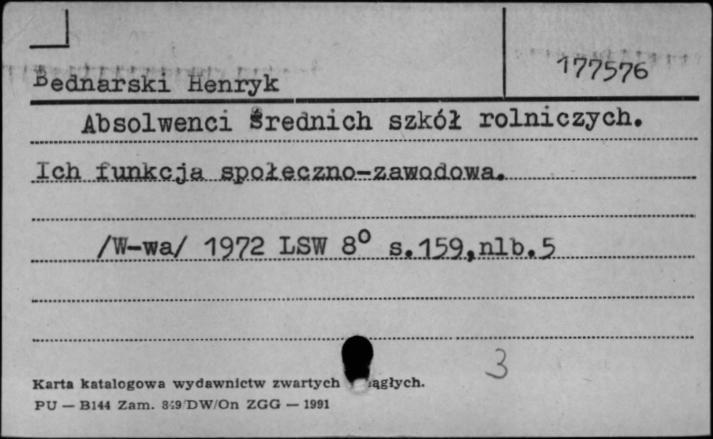 Bednarski Henryk
177576
Absolwenci średnich szkół rolniczych.
Ich funkcja społeczno-zawodowa.
/W-wa/ 1972 LSW 8° s.159,nlb.5
3
Karta katalogowa wydawnictw zwartych
PU — B144 Zam. DW/On ZGG — 1991